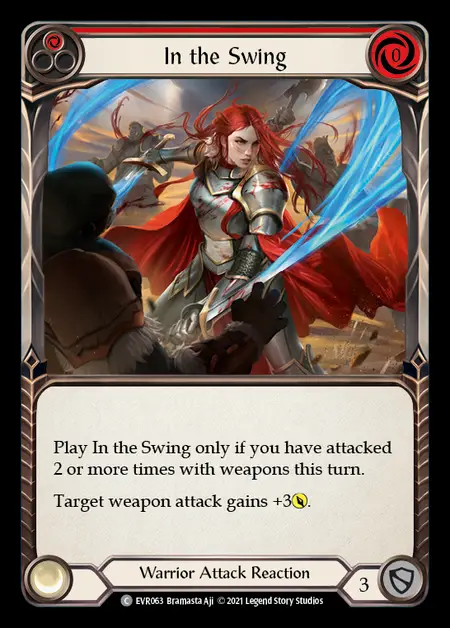 In the Swing
0
Play In the Swing only if you have attacked
2 or more times with weapons this turn.
Target weapon attack gains +3.
Warrior Attack Reaction
3
C EVR063 Bramasta Aji © 2021 Legend Story Studios